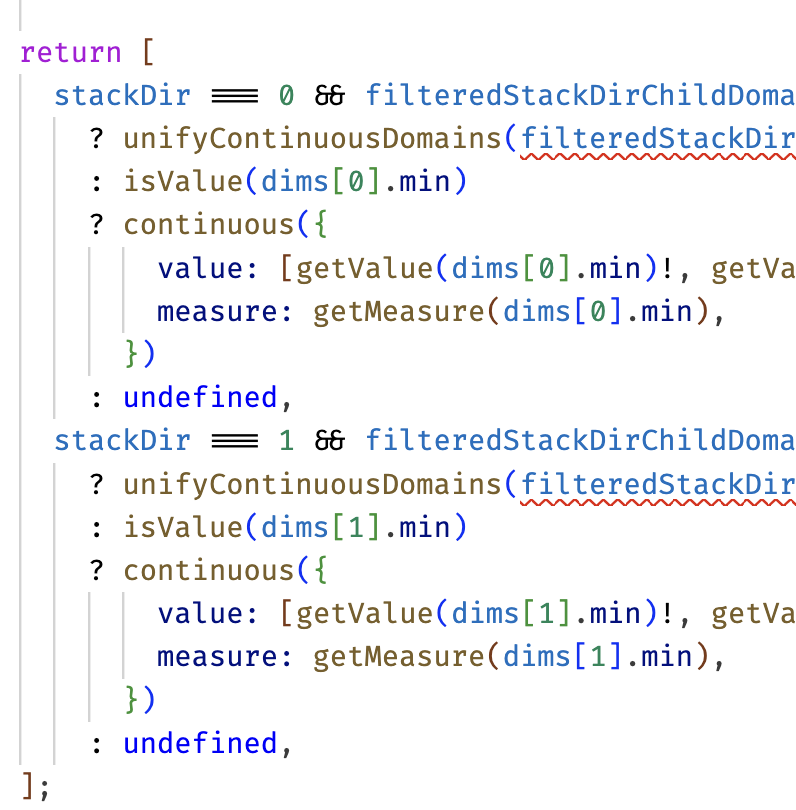 return [
stackDir === 0 && filteredStackDirChildDoma
? unifyContinuousDomains(filteredStackDir
: isValue(dims[0].min)
? continuous({
value: [getValue(dims[0].min)!, getVa
measure: getMeasure(dims[0].min),
})
: undefined,
stackDir === 1 && filteredStackDirChildDoma
? unifyContinuousDomains(filteredStackDir
: isValue(dims[1].min)
? continuous({
value: [getValue(dims[1].min)!, getVa
measure: getMeasure(dims[1].min),
})
: undefined,
];